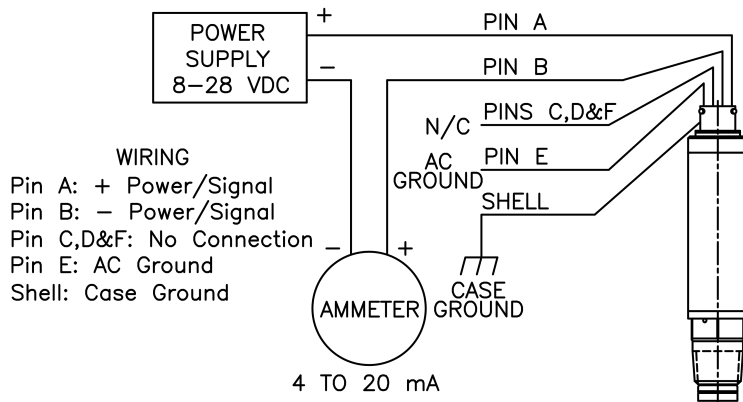 POWER
SUPPLY
8–28 VDC
+
–
PIN A
PIN B
N/C
PINS C,D&F
AC
GROUND
PIN E
SHELL
CASE
GROUND
WIRING
Pin A: + Power/Signal
Pin B: – Power/Signal
Pin C,D&F: No Connection
Pin E: AC Ground
Shell: Case Ground
–
+
AMMETER
4 TO 20 mA